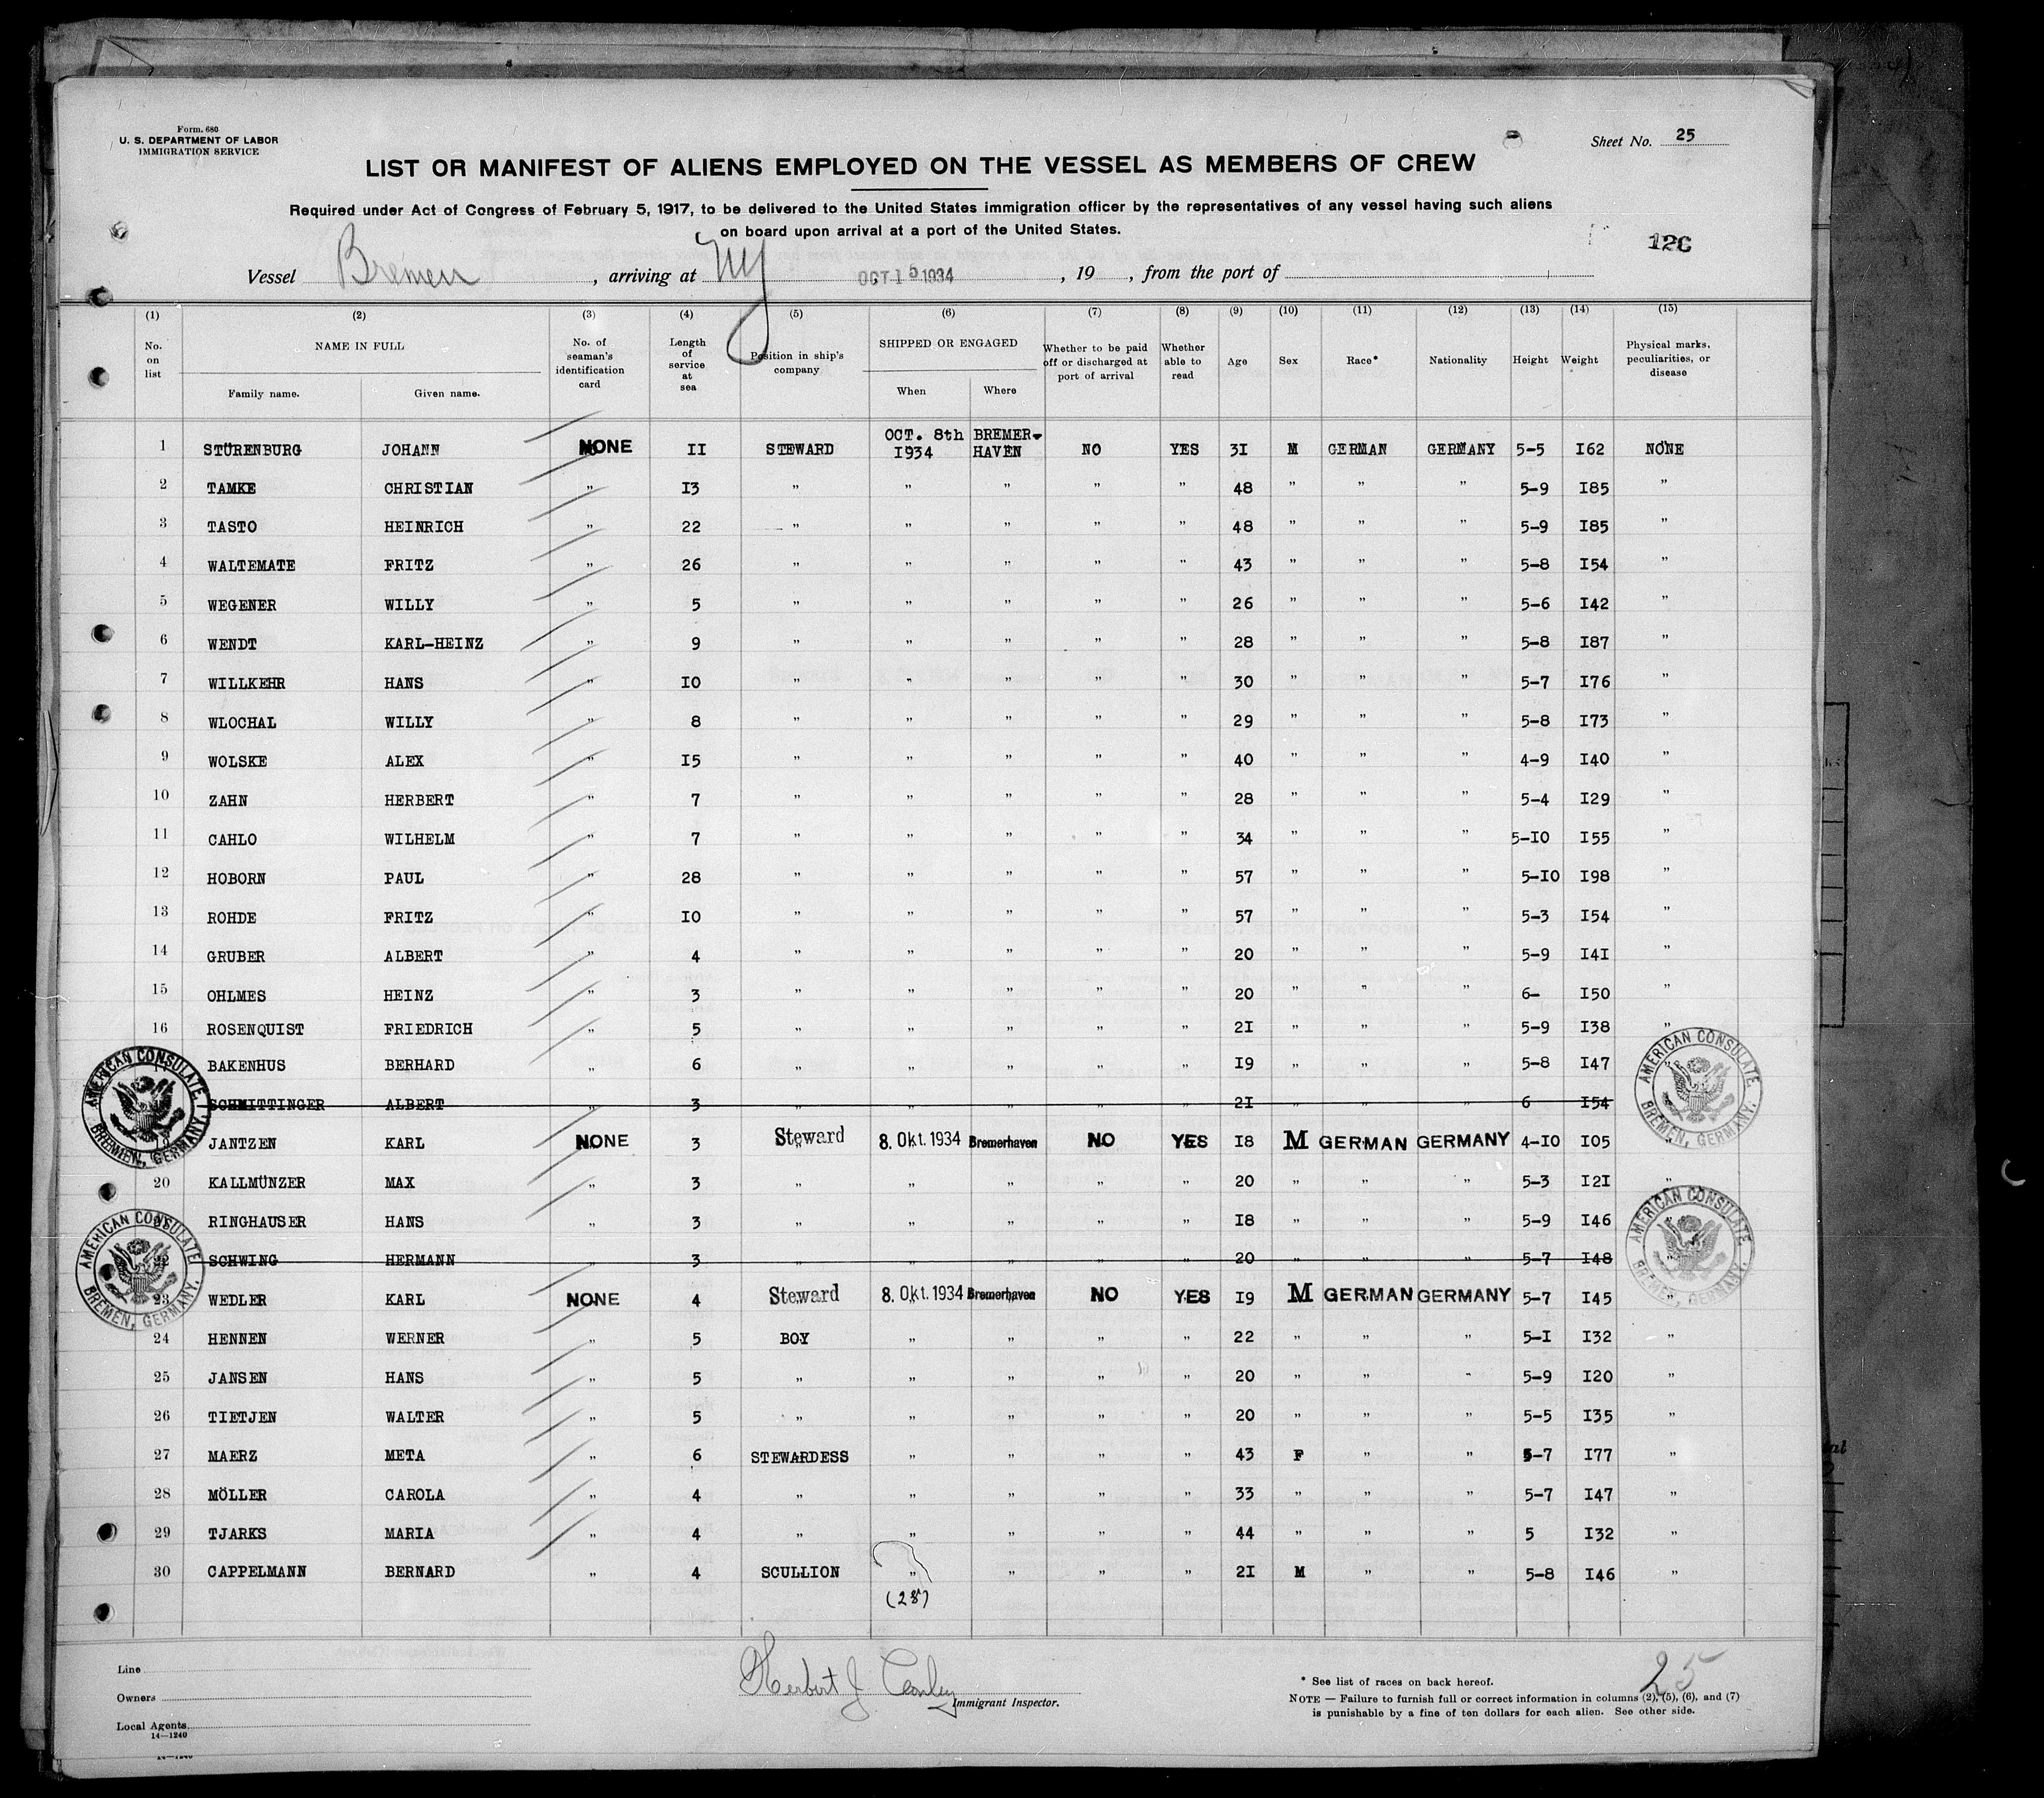 Form. 680
U. S. DEPARTMENT OF LABOR
IMMIGRATION SERVICE
Sheet No. 25
LIST OR MANIFEST OF ALIENS EMPLOYED ON THE VESSEL AS MEMBERS OF CREW
Required under Act of Congress of February 5, 1917, to be delivered to the United States immigration officer by the representatives of any vessel having such aliens
on board upon arrival at a port of the United States.
120
Vessel Bremen, arriving at NY OCT 15 1934, 19 , from the port of
(1) (2) (3) (4) (5) (6) (7) (8) (9) (10) (11) (12) (13) (14) (15)
No. on list NAME IN FULL Family name. Given name. No. of seaman's identification card Length of service at sea Position in ship's company SHIPPED OR ENGAGED When Where Whether to be paid off or discharged at port of arrival Whether able to read Age Sex Race* Nationality Height Weight Physical marks, peculiarities, or disease
1 STÜRENBURG JOHANN NONE II STEWARD OCT. 8th I934 BREMER-HAVEN NO YES 3I M GERMAN GERMANY 5-5 I62 NONE
2 TAMKE CHRISTIAN " I3 " " " " " 48 " " " 5-9 I85 "
3 TASTO HEINRICH " 22 " " " " " 48 " " " 5-9 I85 "
4 WALTEMATE FRITZ " 26 " " " " " 43 " " " 5-8 I54 "
5 WEGENER WILLY " 5 " " " " " 26 " " " 5-6 I42 "
6 WENDT KARL-HEINZ " 9 " " " " " 28 " " " 5-8 I87 "
7 WILLKEHR HANS " I0 " " " " " 30 " " " 5-7 I76 "
8 WLOCHAL WILLY " 8 " " " " " 29 " " " 5-8 I73 "
9 WOLSKE ALEX " I5 " " " " " 40 " " " 4-9 I40 "
10 ZAHN HERBERT " 7 " " " " " 28 " " " 5-4 I29 "
11 CAHLO WILHELM " 7 " " " " " 34 " " " 5-I0 I55 "
12 HOBORN PAUL " 28 " " " " " 57 " " " 5-I0 I98 "
13 ROHDE FRITZ " I0 " " " " " 57 " " " 5-3 I54 "
14 GRUBER ALBERT " 4 " " " " " 20 " " " 5-9 I4I "
15 OHLMES HEINZ " 3 " " " " " 20 " " " 6- I50 "
16 ROSENQUIST FRIEDRICH " 5 " " " " " 2I " " " 5-9 I38 "
BAKENHUS BERHARD " 6 " " " " " I9 " " " 5-8 I47
SCHMITTINGER ALBERT " 3 " " " " " 2I " " " 6 I54
19 JANTZEN KARL NONE 3 Steward 8. Okt. 1934 Bremerhaven NO YES I8 M GERMAN GERMANY 4-I0 I05
20 KALLMÜNZER MAX " 3 " " " " " 20 " " " 5-3 I2I "
RINGHAUSER HANS " 3 " " " " " I8 " " " 5-9 I46
22 SCHWING HERMANN " 3 " " " " " 20 " " " 5-7 I48 "
23 WEDLER KARL NONE 4 Steward 8. Okt. 1934 Bremerhaven NO YES I9 M GERMAN GERMANY 5-7 I45 "
24 HENNEN WERNER " 5 BOY " " " " 22 " " " 5-I I32 "
25 JANSEN HANS " 5 " " " " " 20 " " " 5-9 I20 "
26 TIETJEN WALTER " 5 " " " " " 20 " " " 5-5 I35 "
27 MAERZ META " 6 STEWARDESS " " " " 43 F " " 5-7 I77 "
28 MÖLLER CAROLA " 4 " " " " " 33 " " " 5-7 I47 "
29 TJARKS MARIA " 4 " " " " " 44 " " " 5 I32 "
30 CAPPELMANN BERNARD " 4 SCULLION " " " " 2I M " " 5-8 I46 "
(28)
AMERICAN CONSULATE, BREMEN, GERMANY.
AMERICAN CONSULATE BREMEN, GERMANY.
AMERICAN CONSULATE BREMEN, GERMANY.
AMERICAN CONSULATE BREMEN, GERMANY.
Line
Owners
Local Agents
14—1240
Herbert J. Conley
Immigrant Inspector.
* See list of races on back hereof.
NOTE — Failure to furnish full or correct information in columns (2), (5), (6), and (7)
is punishable by a fine of ten dollars for each alien. See other side.
25
14—1240